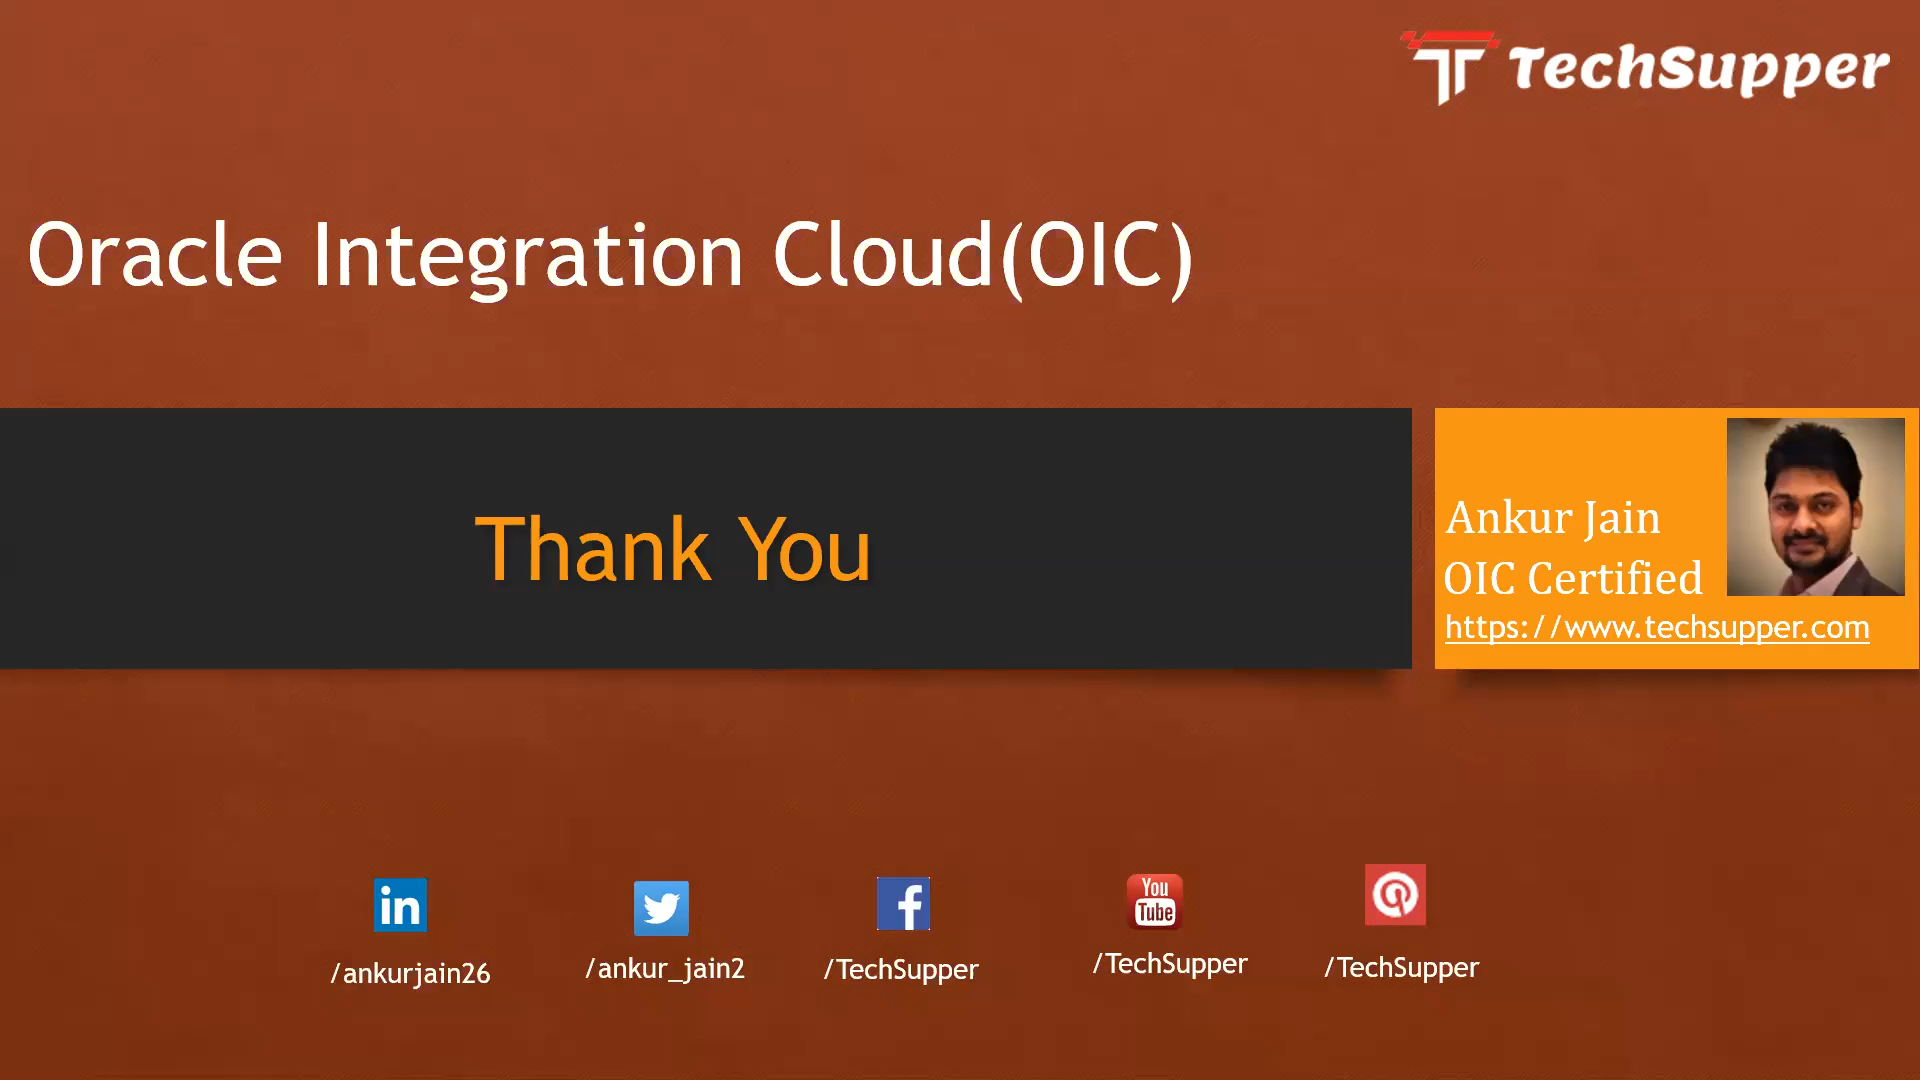 TechSupper
Oracle Integration Cloud(OIC)
Thank You
Ankur Jain
OIC Certified
https://www.techsupper.com
in
f
You
Tube
/ankurjain26
/ankur_jain2
/TechSupper
/TechSupper
/TechSupper